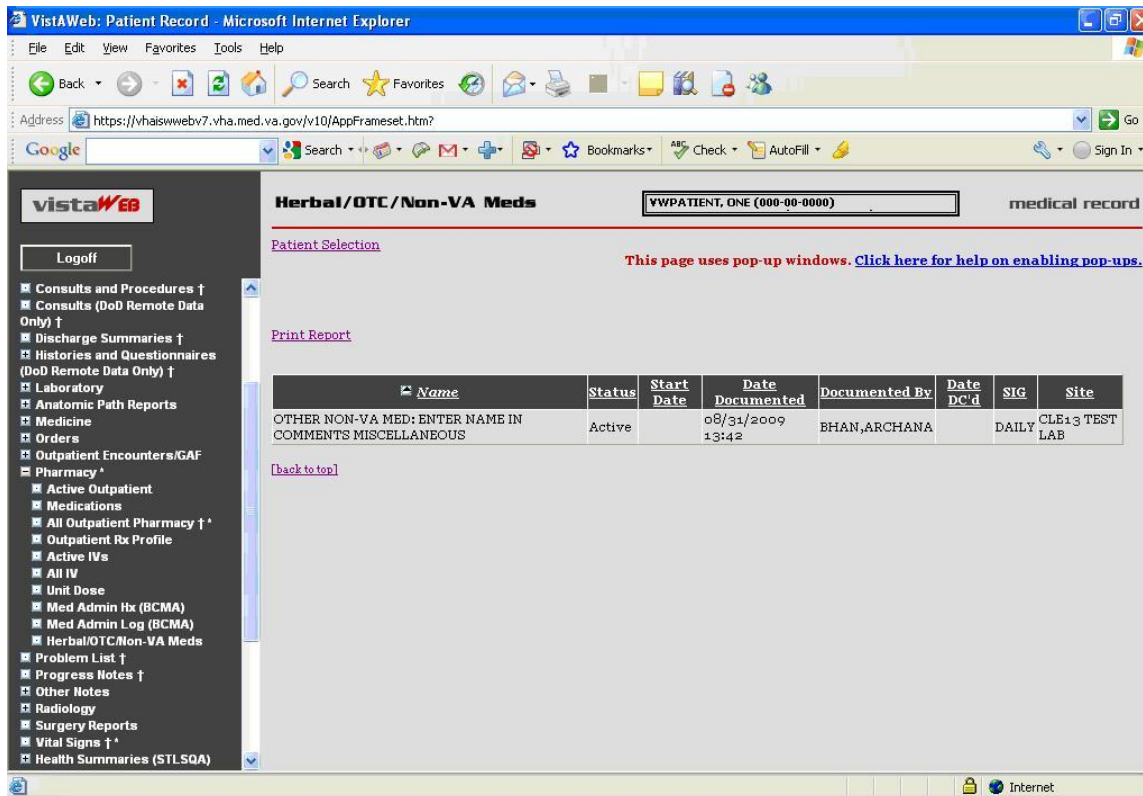 VistAWeb: Patient Record - Microsoft Internet Explorer
File Edit View Favorites Tools Help
Back Search Favorites
Address https://vhaiswwebv7.vha.med.va.gov/v10/AppFrameset.htm? Go
Google Search Bookmarks ABC Check AutoFill Sign In
vistaWEB
Herbal/OTC/Non-VA Meds
VWPATIENT, ONE (000-00-0000)
medical record
Logoff
Patient Selection
This page uses pop-up windows. Click here for help on enabling pop-ups.
Consults and Procedures †
Consults (DoD Remote Data
Only) †
Discharge Summaries †
Histories and Questionnaires
(DoD Remote Data Only) †
Laboratory
Anatomic Path Reports
Medicine
Orders
Outpatient Encounters/GAF
Pharmacy *
Active Outpatient
Medications
All Outpatient Pharmacy † *
Outpatient Rx Profile
Active IVs
All IV
Unit Dose
Med Admin Hx (BCMA)
Med Admin Log (BCMA)
Herbal/OTC/Non-VA Meds
Problem List †
Progress Notes †
Other Notes
Radiology
Surgery Reports
Vital Signs † *
Health Summaries (STLSQA)
Print Report
Name Status Start Date Date Documented Documented By Date DC'd SIG Site
OTHER NON-VA MED: ENTER NAME IN
COMMENTS MISCELLANEOUS
Active
08/31/2009
13:42
BHAN,ARCHANA
DAILY
CLE13 TEST
LAB
[back to top]
Internet